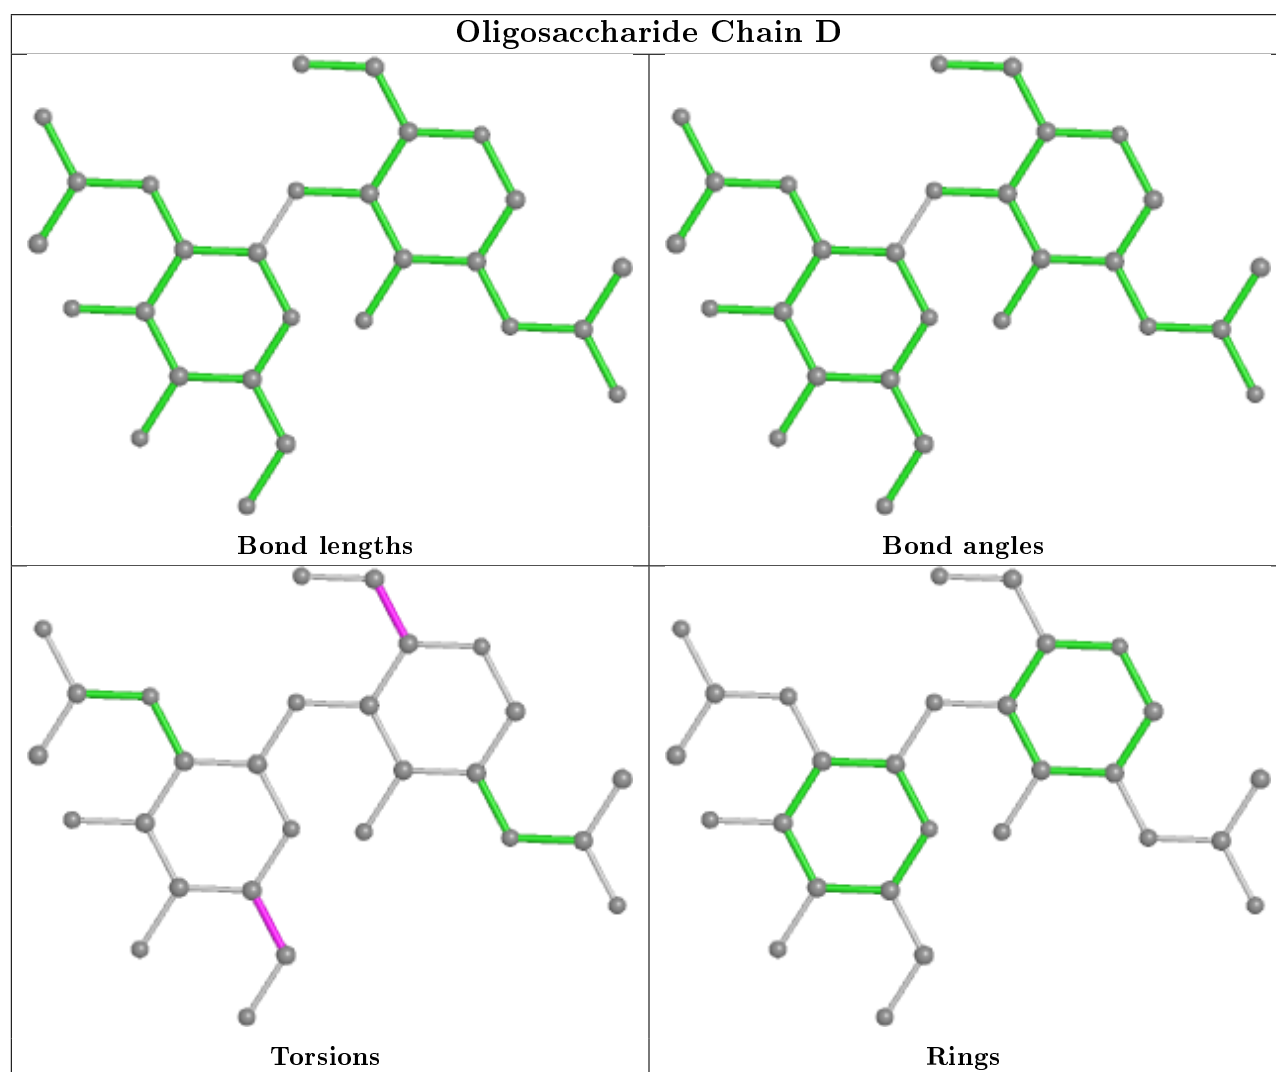 Oligosaccharide Chain D
Bond lengths
Bond angles
Torsions
Rings